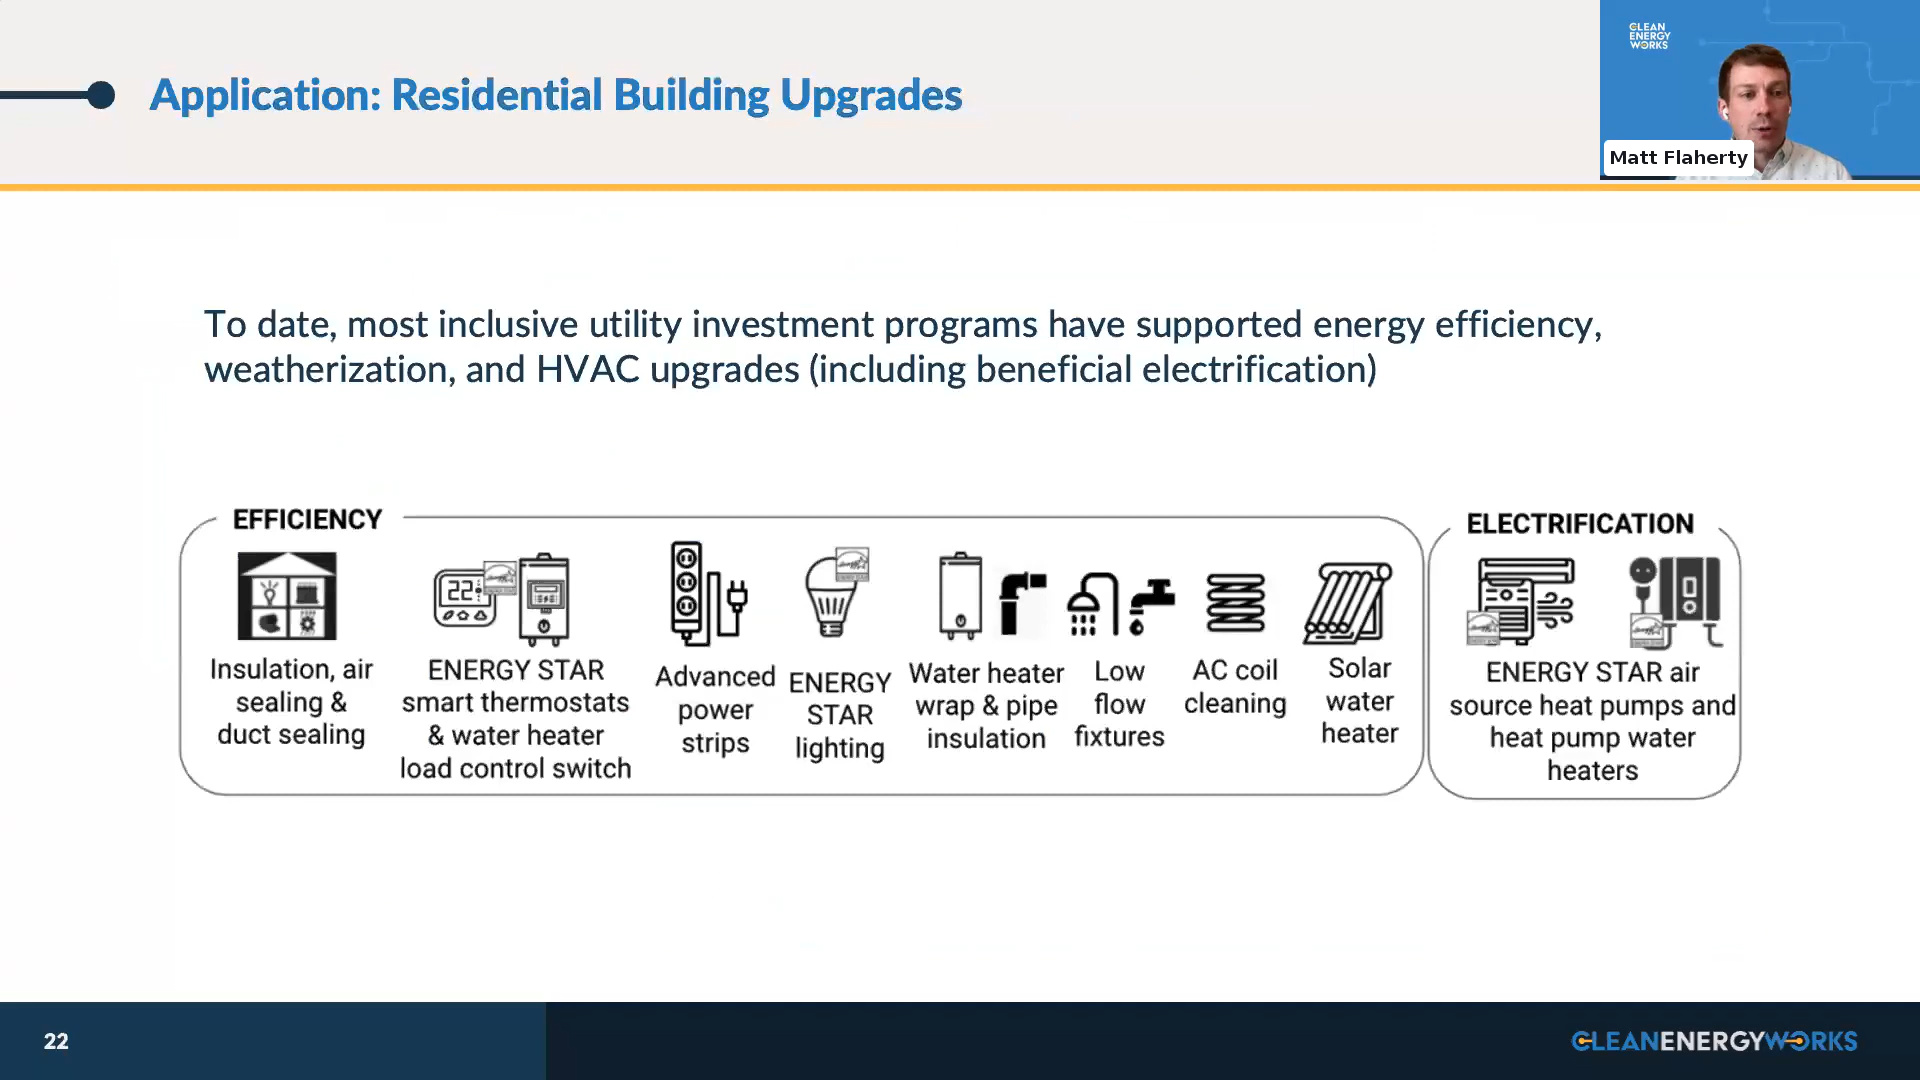 Application: Residential Building Upgrades
CLEAN
ENERGY
WORKS
Matt Flaherty
To date, most inclusive utility investment programs have supported energy efficiency,
weatherization, and HVAC upgrades (including beneficial electrification)
EFFICIENCY
22
Insulation, air
sealing &
duct sealing
ENERGY STAR
smart thermostats
& water heater
load control switch
Advanced
power
strips
ENERGY
STAR
lighting
Water heater
wrap & pipe
insulation
Low
flow
fixtures
AC coil
cleaning
Solar
water
heater
ELECTRIFICATION
ENERGY STAR air
source heat pumps and
heat pump water
heaters
22
CLEANENERGYWORKS